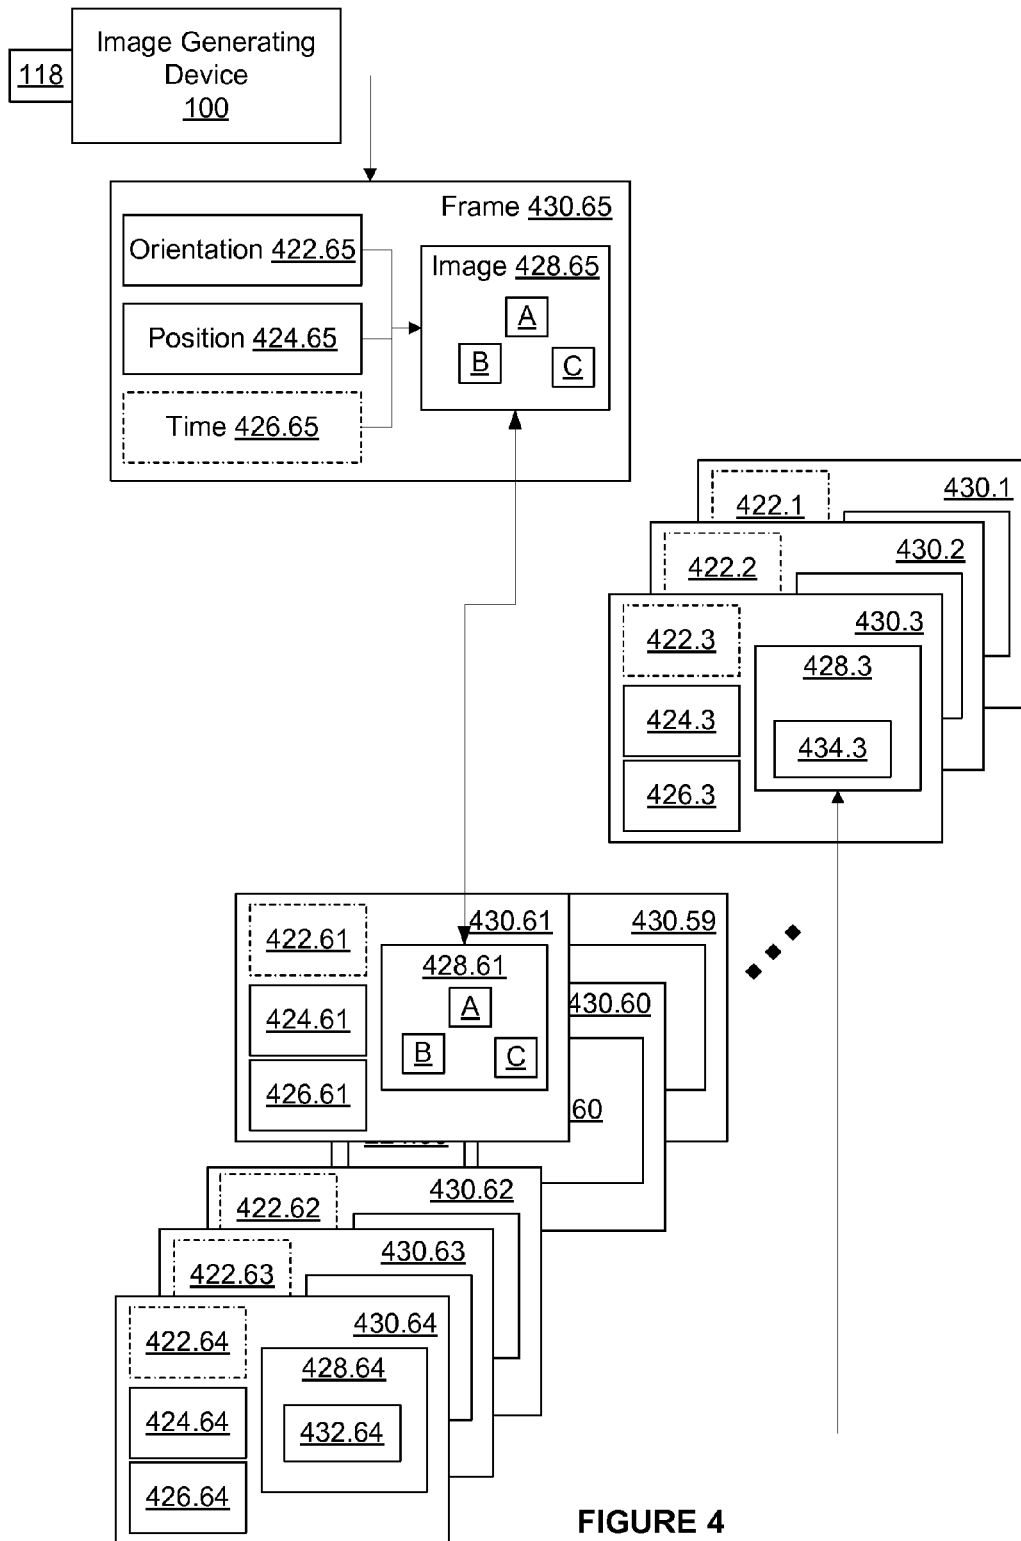 Image Generating
Device
100
118
Frame 430.65
Orientation 422.65
Image 428.65
A
Position 424.65
B
C
Time 426.65
430.1
422.1
430.2
422.2
430.3
422.3
428.3
424.3
434.3
426.3
430.61
430.59
422.61
428.61
A
430.60
424.61
B
C
426.61
60
430.62
422.62
430.63
422.63
430.64
422.64
428.64
424.64
432.64
426.64
FIGURE 4